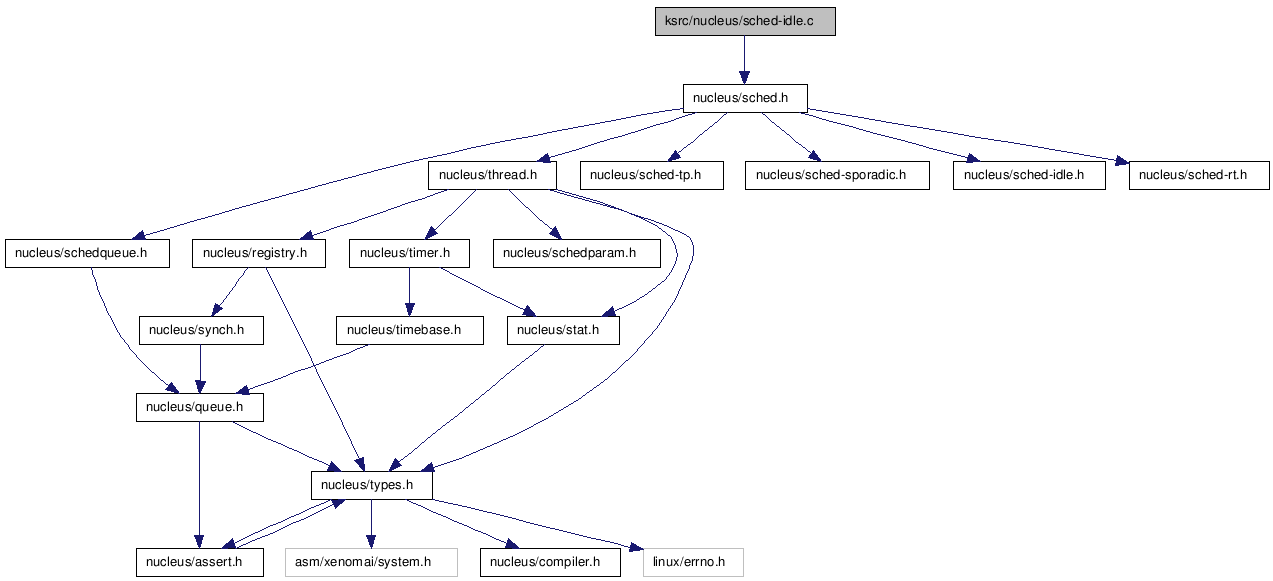 ksrc/nucleus/sched-idle.c
nucleus/sched.h
nucleus/thread.h
nucleus/sched-tp.h
nucleus/sched-sporadic.h
nucleus/sched-idle.h
nucleus/sched-rt.h
nucleus/schedqueue.h
nucleus/registry.h
nucleus/timer.h
nucleus/schedparam.h
nucleus/synch.h
nucleus/timebase.h
nucleus/stat.h
nucleus/queue.h
nucleus/types.h
nucleus/assert.h
asm/xenomai/system.h
nucleus/compiler.h
linux/errno.h